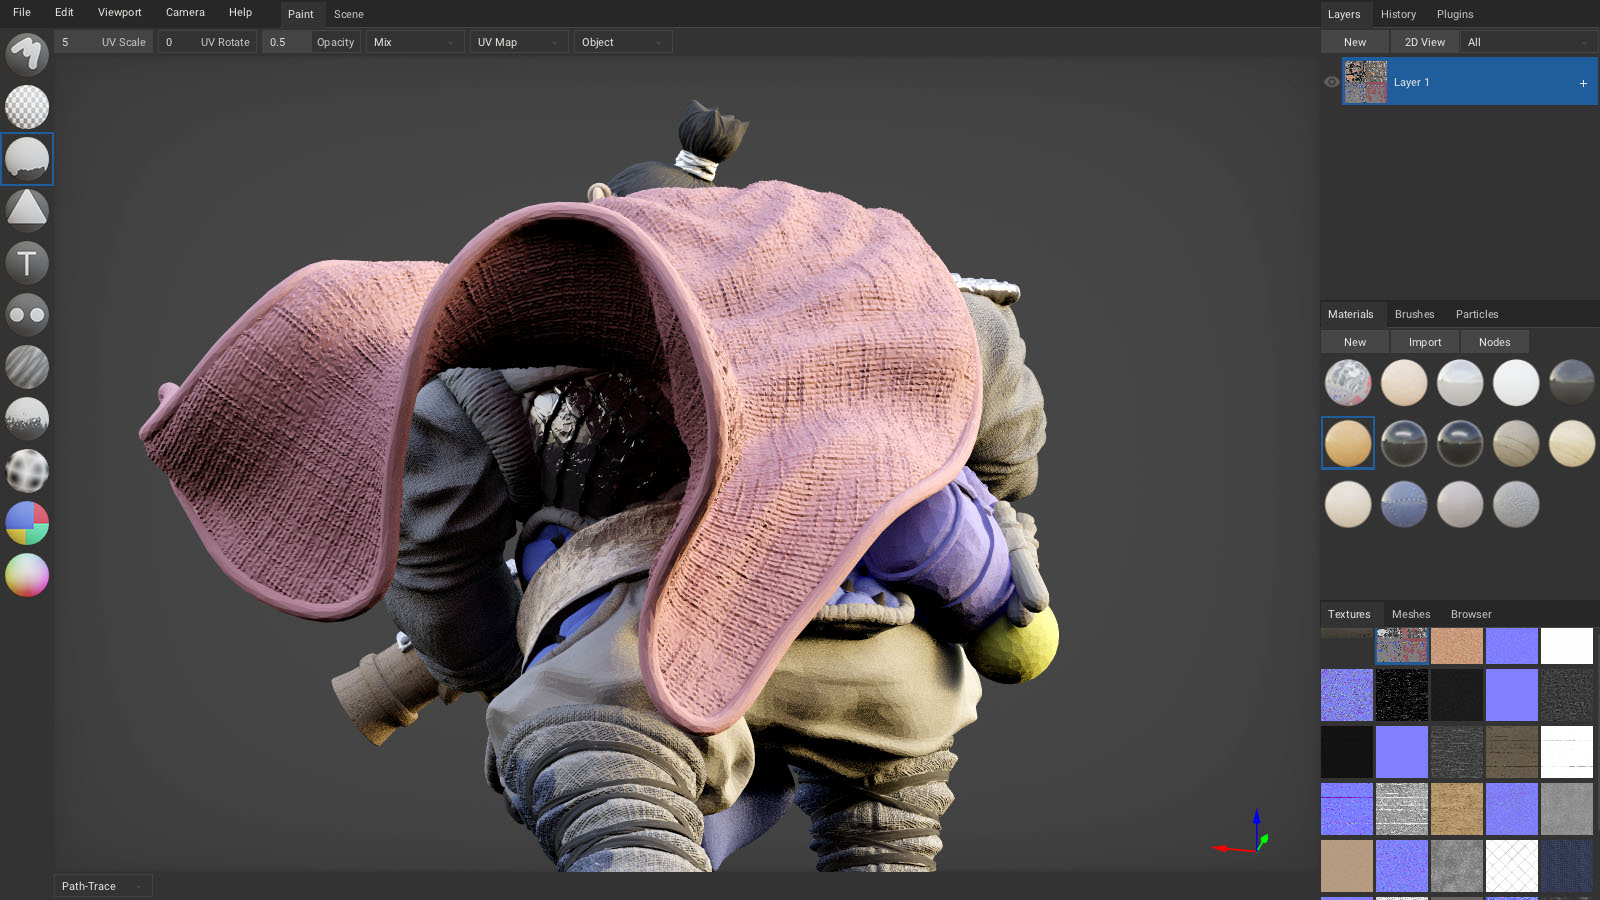 File Edit Viewport Camera Help Paint Scene
5 UV Scale 0 UV Rotate 0.5 Opacity Mix UV Map Object
T
Path-Trace
Layers History Plugins
New 2D View All
Layer 1 +
Materials Brushes Particles
New Import Nodes
Textures Meshes Browser